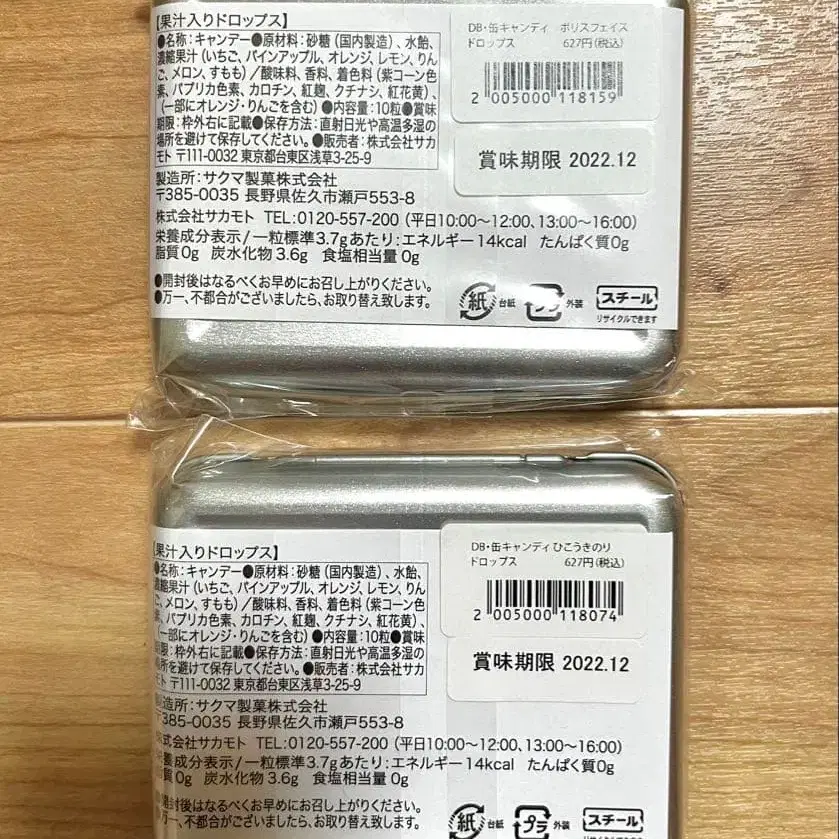 【果汁入りドロップス】
●名称:キャンデー●原材料:砂糖(国内製造)、水飴、
濃縮果汁(いちご、パインアップル、オレンジ、レモン、りん
ご、メロン、すもも)/酸味料、香料、着色料(紫コーン色
素、パプリカ色素、カロチン、紅麹、クチナシ、紅花黄)、
(一部にオレンジ・りんごを含む)●内容量:10粒●賞味
期限:枠外右に記載●保存方法:直射日光や高温多湿の
場所を避けて保存してください。●販売者:株式会社サカ
モト 〒111-0032 東京都台東区浅草3-25-9
製造所:サクマ製菓株式会社
〒385-0035 長野県佐久市瀬戸553-8
株式会社サカモト TEL:0120-557-200 (平日10:00〜12:00、13:00〜16:00)
栄養成分表示/一粒標準3.7gあたり:エネルギー14kcal たんぱく質0g
脂質0g 炭水化物3.6g 食塩相当量0g
●開封後はなるべくお早めにお召し上がりください。
●万一、不都合がございましたら、お取り替え致します。
DB・缶キャンディ ポリスフェイス
ドロップス 627円(税込)
2 005000 118159
賞味期限 2022.12
紙 台紙 プラ 外装 スチール
リサイクルできます
【果汁入りドロップス】
●名称:キャンデー●原材料:砂糖(国内製造)、水飴、
濃縮果汁(いちご、パインアップル、オレンジ、レモン、りん
ご、メロン、すもも)/酸味料、香料、着色料(紫コーン色
素、パプリカ色素、カロチン、紅麹、クチナシ、紅花黄)、
(一部にオレンジ・りんごを含む)●内容量:10粒●賞味
期限:枠外右に記載●保存方法:直射日光や高温多湿の
場所を避けて保存してください。●販売者:株式会社サカ
モト 〒111-0032 東京都台東区浅草3-25-9
製造所:サクマ製菓株式会社
〒385-0035 長野県佐久市瀬戸553-8
株式会社サカモト TEL:0120-557-200 (平日10:00〜12:00、13:00〜16:00)
栄養成分表示/一粒標準3.7gあたり:エネルギー14kcal たんぱく質0g
脂質0g 炭水化物3.6g 食塩相当量0g
開封後はなるべくお早めにお召し上がりください。
万一、不都合がございましたら、お取り替え致します。
DB・缶キャンディ ひこうきのり
ドロップス 627円(税込)
2 005000 118074
賞味期限 2022.12
紙 台紙 プラ 外装 スチール